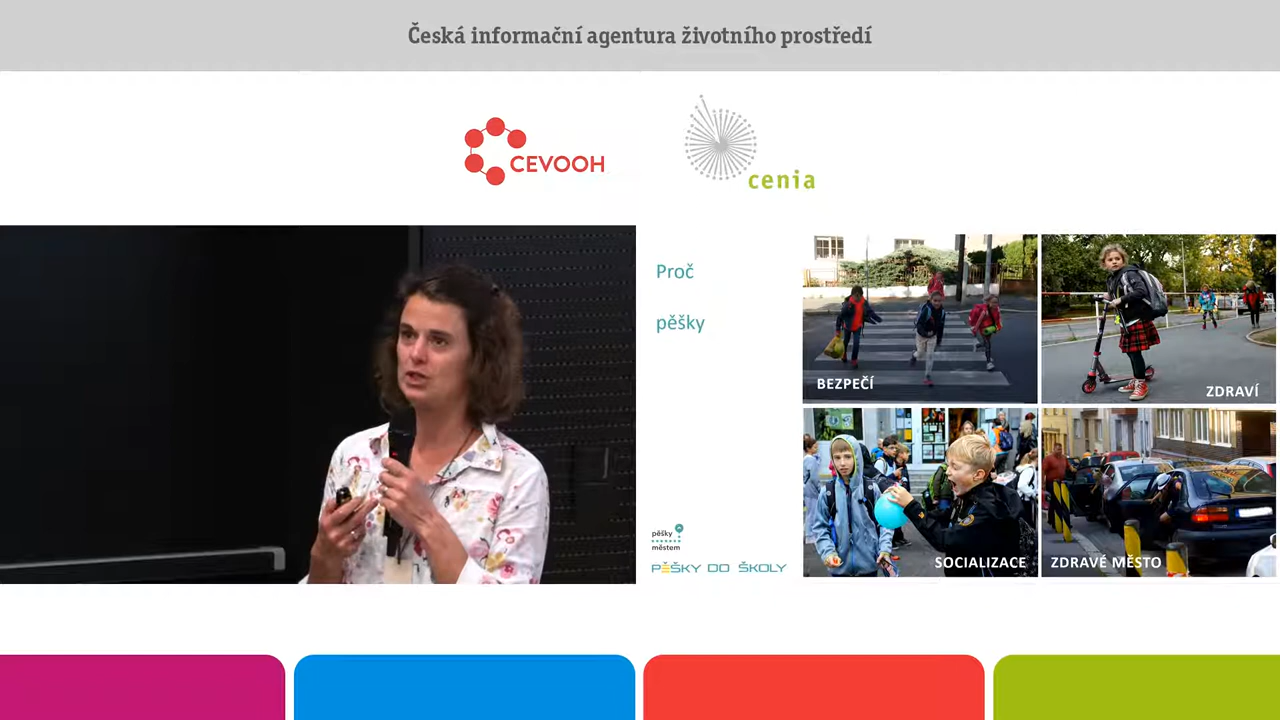 Česká informační agentura životního prostředí
CEVOOH
cenia
Proč
pěšky
BEZPEČÍ
ZDRAVÍ
SOCIALIZACE
ZDRAVÉ MĚSTO
pěšky
městem
PĚŠKY DO ŠKOLY